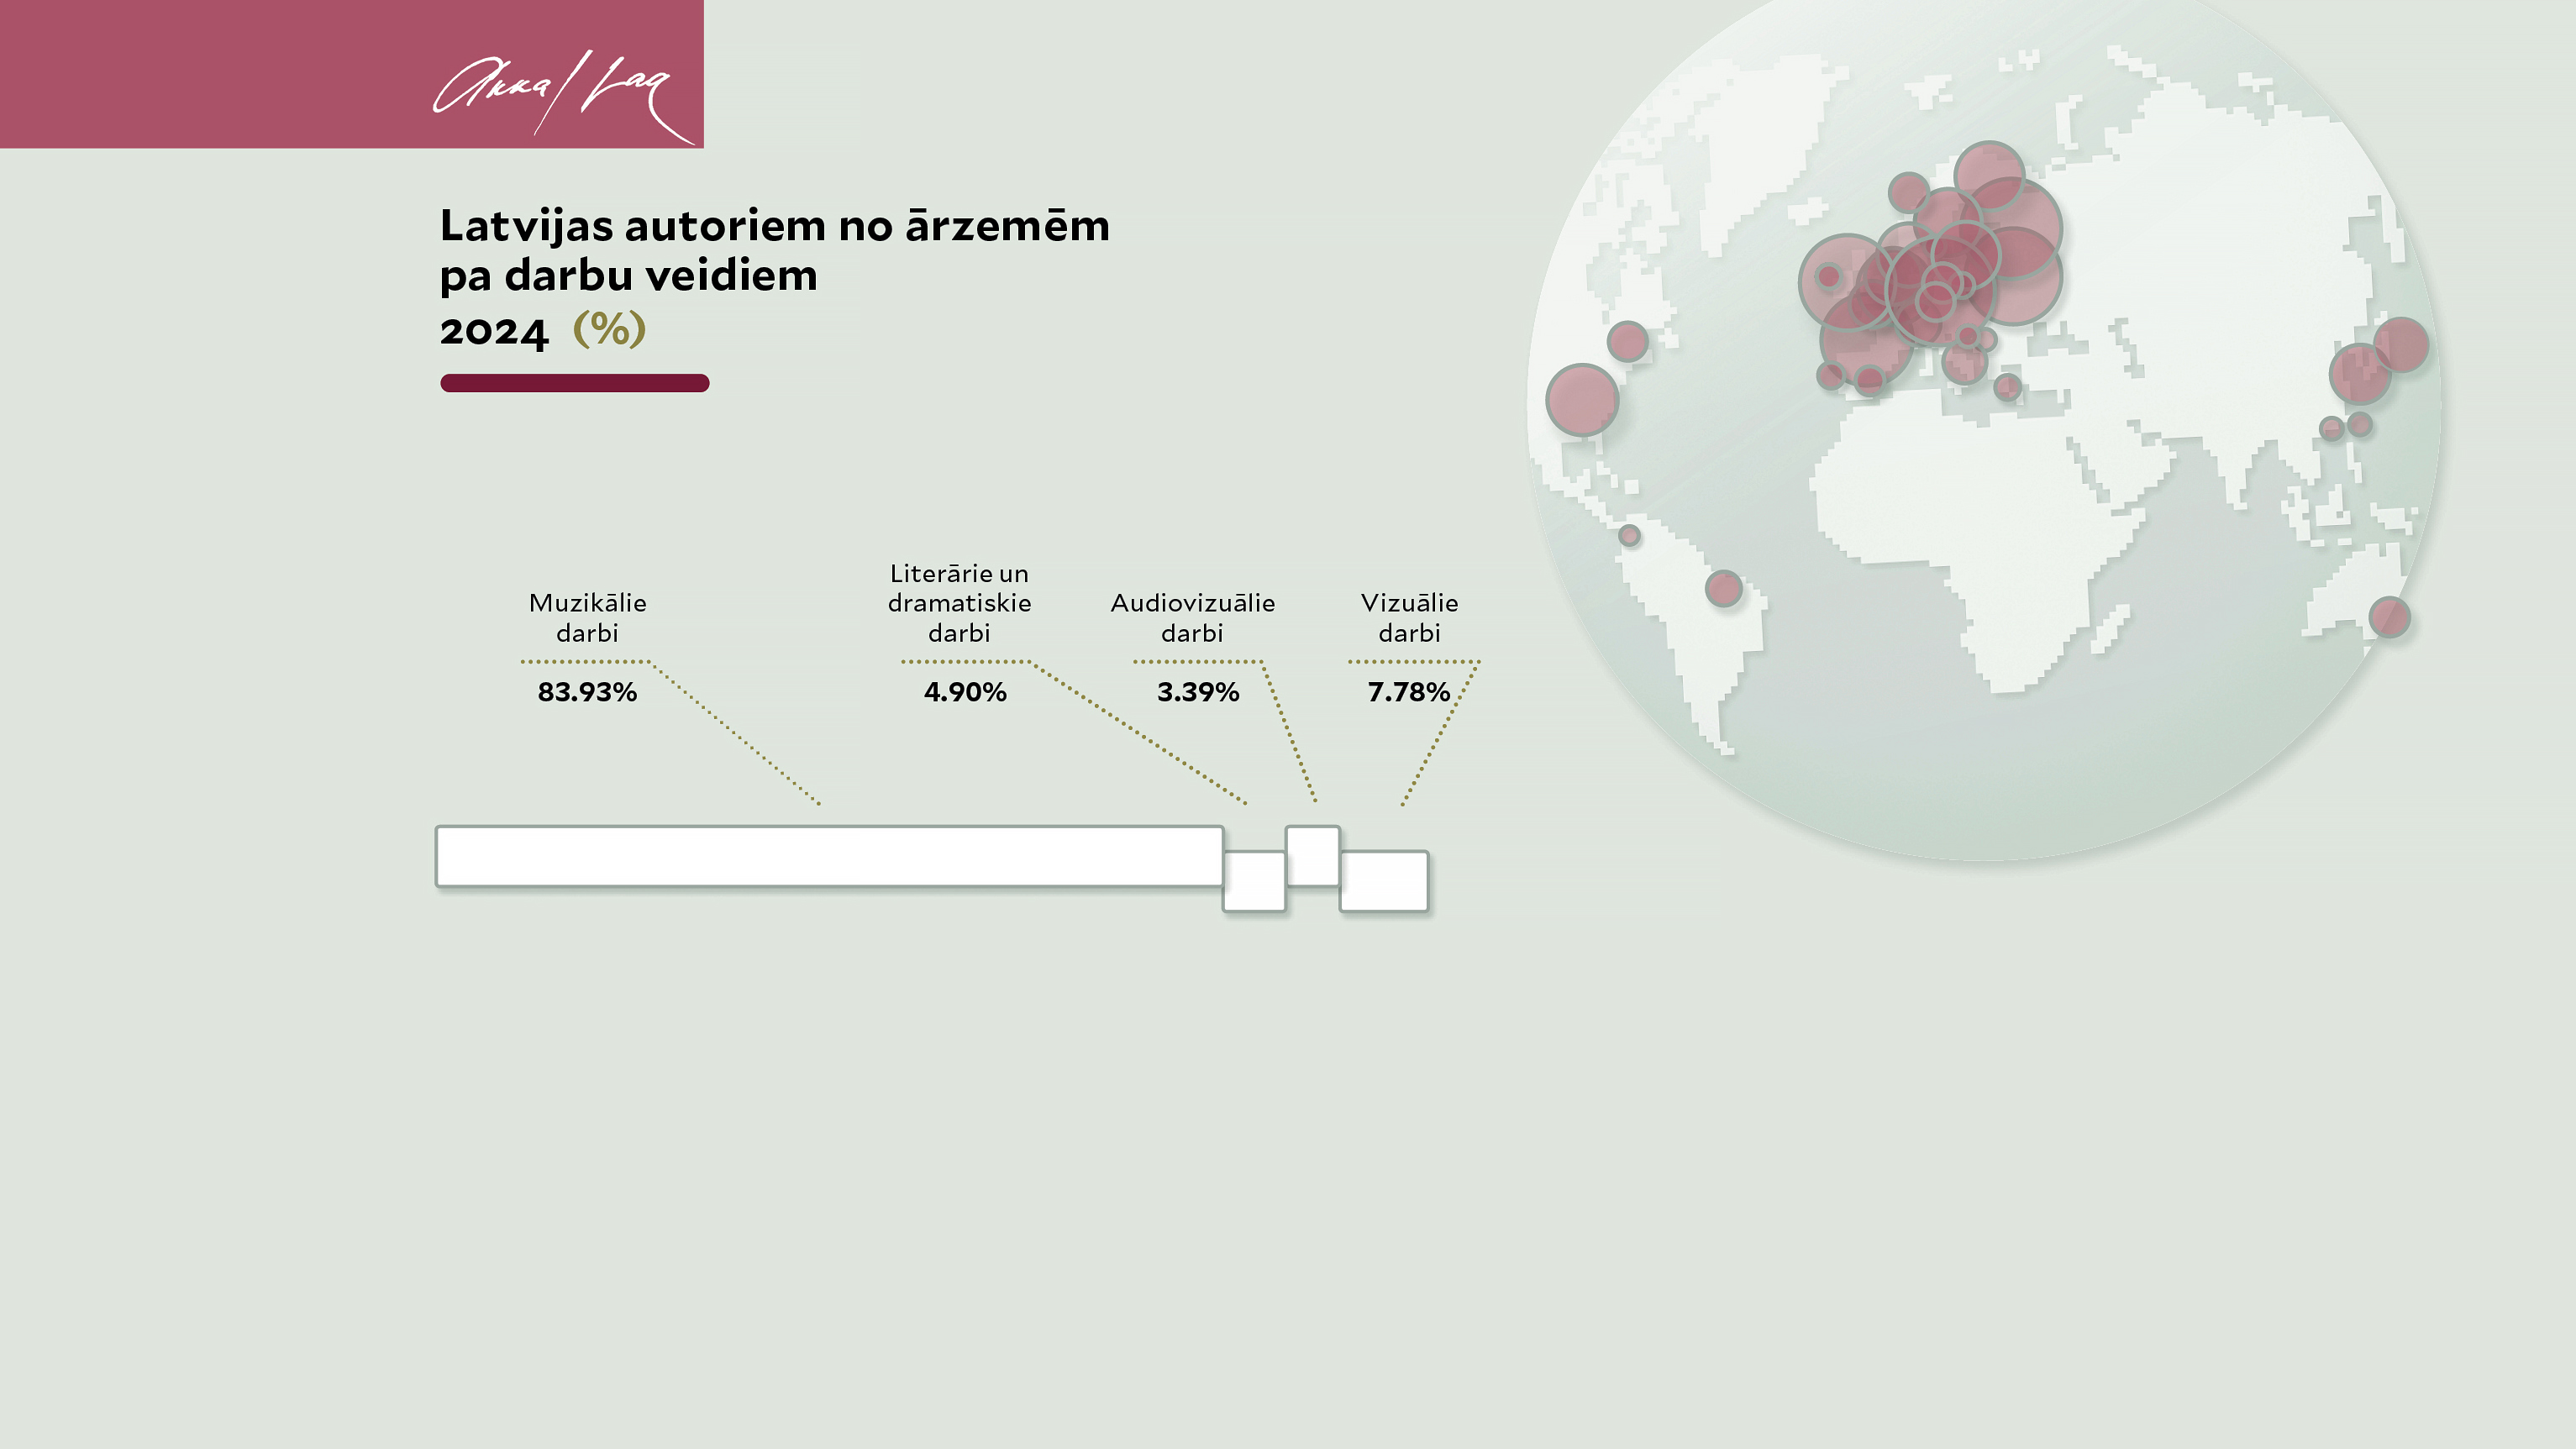 Latvijas autoriem no ārzemēm
pa darbu veidiem
2024 (%)
Muzikālie
darbi
83.93%
Literārie un
dramatiskie
darbi
4.90%
Audiovizuālie
darbi
3.39%
Vizuālie
darbi
7.78%